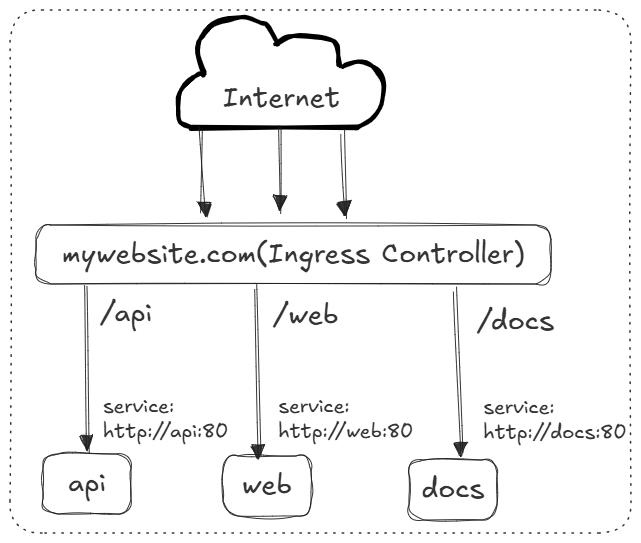 Internet
mywebsite.com(Ingress Controller)
/api
/web
/docs
service:
http://api:80
service:
http://web:80
service:
http://docs:80
api
web
docs